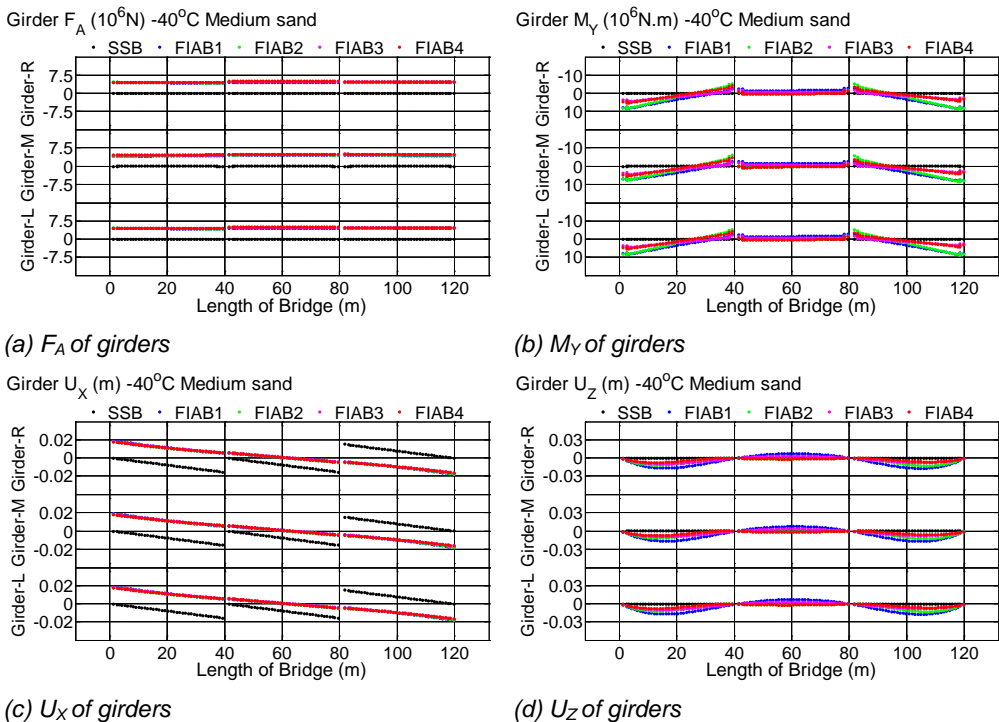 Girder F_A (10^6N) -40°C Medium sand
SSB FIAB1 FIAB2 FIAB3 FIAB4
Girder-R
7.5
0
-7.5
Girder-M
7.5
0
-7.5
Girder-L
7.5
0
-7.5
0 20 40 60 80 100 120
Length of Bridge (m)
(a) F_A of girders
Girder M_Y (10^6N.m) -40°C Medium sand
SSB FIAB1 FIAB2 FIAB3 FIAB4
Girder-R
-10
0
10
Girder-M
-10
0
10
Girder-L
-10
0
10
0 20 40 60 80 100 120
Length of Bridge (m)
(b) M_Y of girders
Girder U_X (m) -40°C Medium sand
SSB FIAB1 FIAB2 FIAB3 FIAB4
Girder-R
0.02
0
-0.02
Girder-M
0.02
0
-0.02
Girder-L
0.02
0
-0.02
0 20 40 60 80 100 120
Length of Bridge (m)
(c) U_X of girders
Girder U_Z (m) -40°C Medium sand
SSB FIAB1 FIAB2 FIAB3 FIAB4
Girder-R
0.03
0
-0.03
Girder-M
0.03
0
-0.03
Girder-L
0.03
0
-0.03
0 20 40 60 80 100 120
Length of Bridge (m)
(d) U_Z of girders